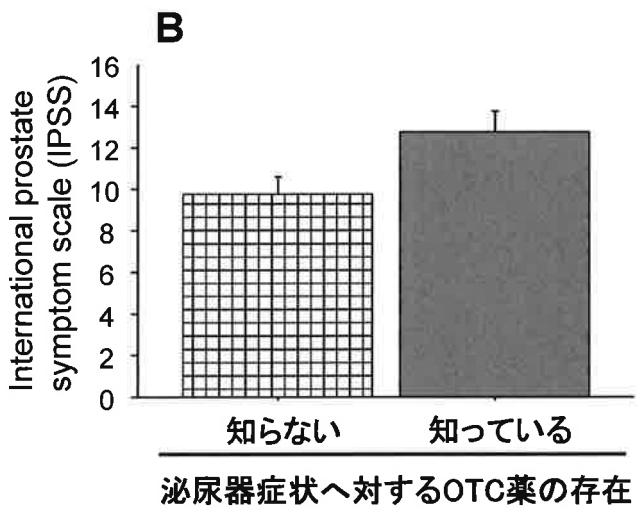 B
International prostate
symptom scale (IPSS)
16
14
12
10
8
6
4
2
0
知らない
知っている
泌尿器症状へ対するOTC薬の存在